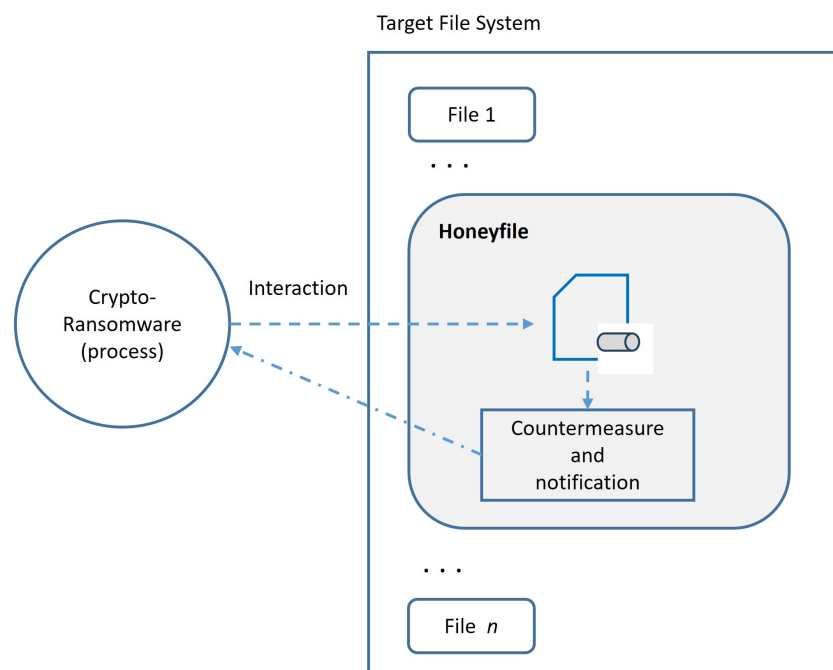 Target File System
File 1
. . .
Honeyfile
Interaction
Crypto-
Ransomware
(process)
Countermeasure
and
notification
. . .
File n